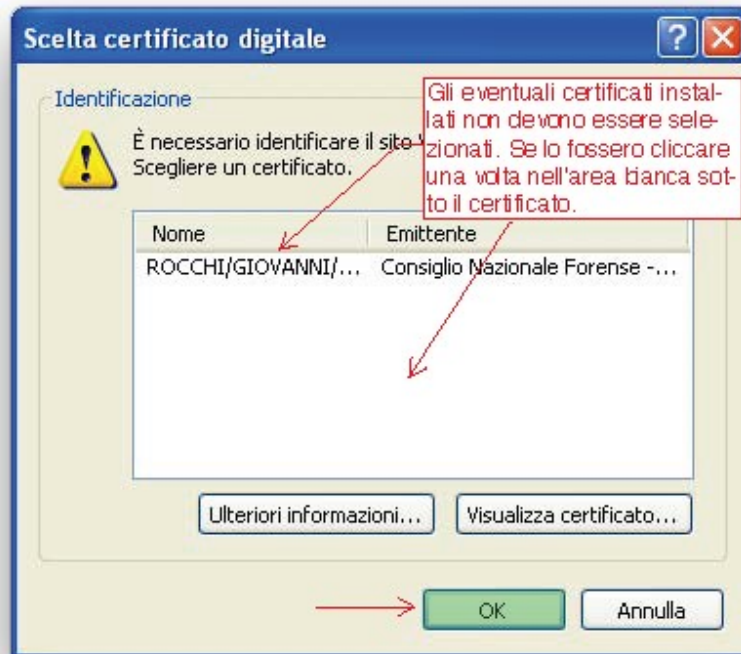 Scelta certificato digitale
Identificazione
È necessario identificare il sito
Scegliere un certificato.
Gli eventuali certificati instal-
lati non devono essere sele-
zionati. Se lo fossero cliccare
una volta nell'area bianca sot-
to il certificato.
Nome Emittente
ROCCHI/GIOVANNI/... Consiglio Nazionale Forense -...
Ulteriori informazioni... Visualizza certificato...
OK Annulla